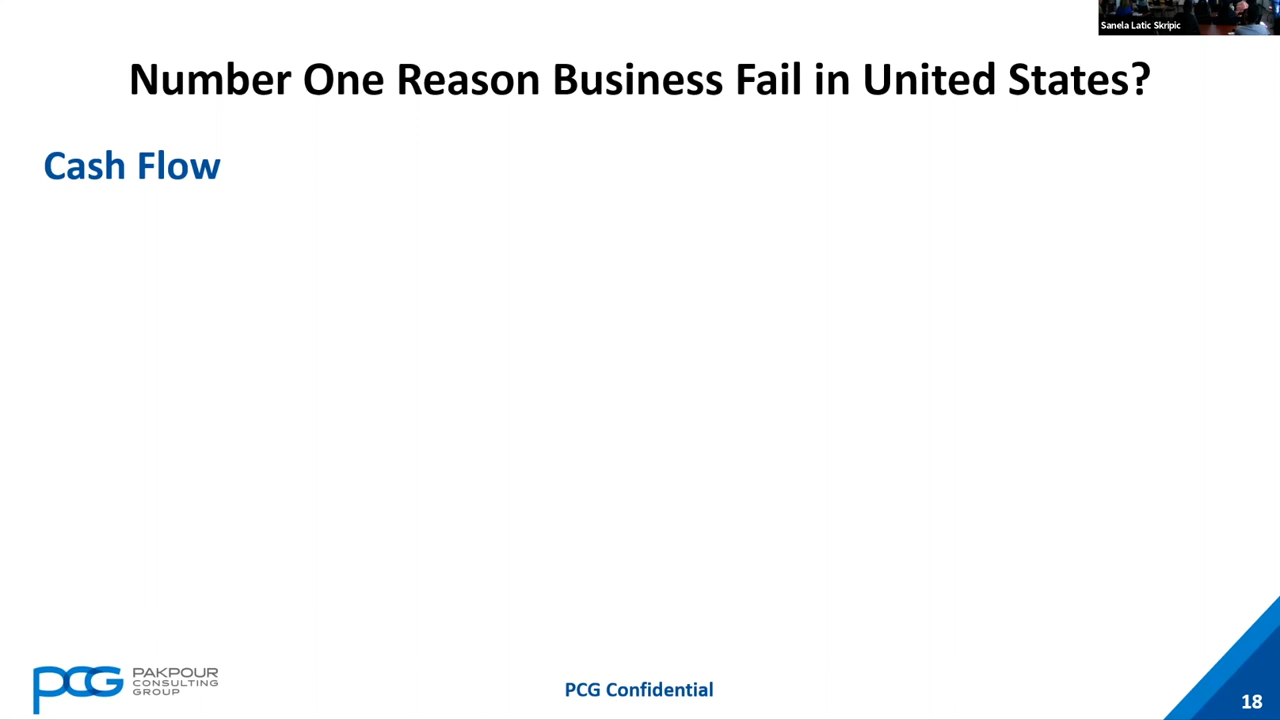 Sanela Latic Skripic
Number One Reason Business Fail in United States?
Cash Flow
PCG PAKPOUR
CONSULTING
GROUP
PCG Confidential
18